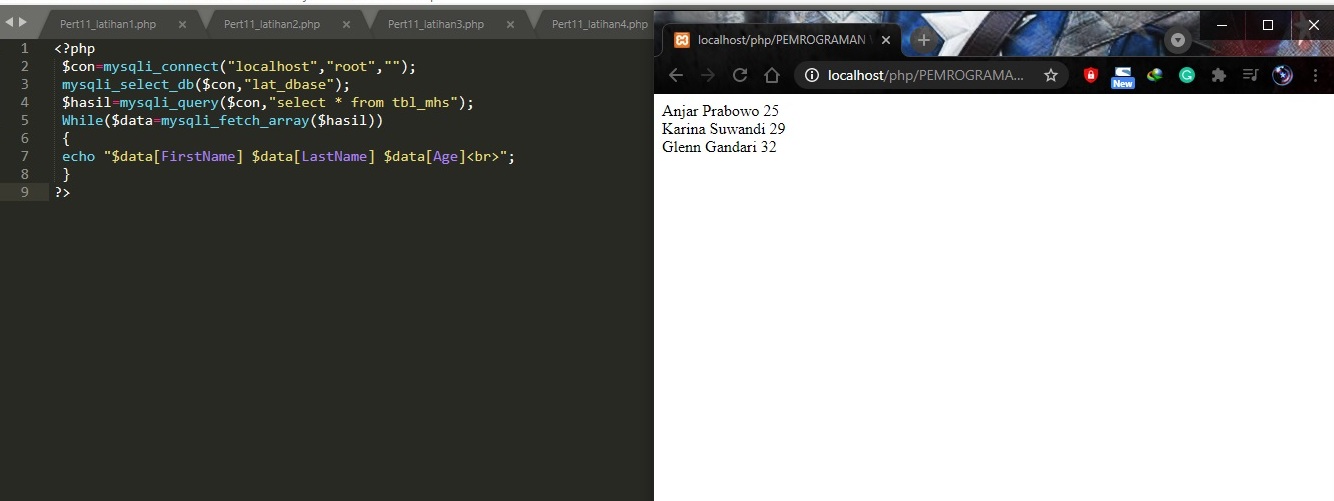 Pert11_latihan1.php Pert11_latihan2.php Pert11_latihan3.php Pert11_latihan4.php
1 <?php
2 $con=mysqli_connect("localhost","root","");
3 mysqli_select_db($con,"lat_dbase");
4 $hasil=mysqli_query($con,"select * from tbl_mhs");
5 While($data=mysqli_fetch_array($hasil))
6 {
7 echo "$data[FirstName] $data[LastName] $data[Age]<br>";
8 }
9 ?>
localhost/php/PEMROGRAMAN
localhost/php/PEMROGRAMA...
New
Anjar Prabowo 25
Karina Suwandi 29
Glenn Gandari 32